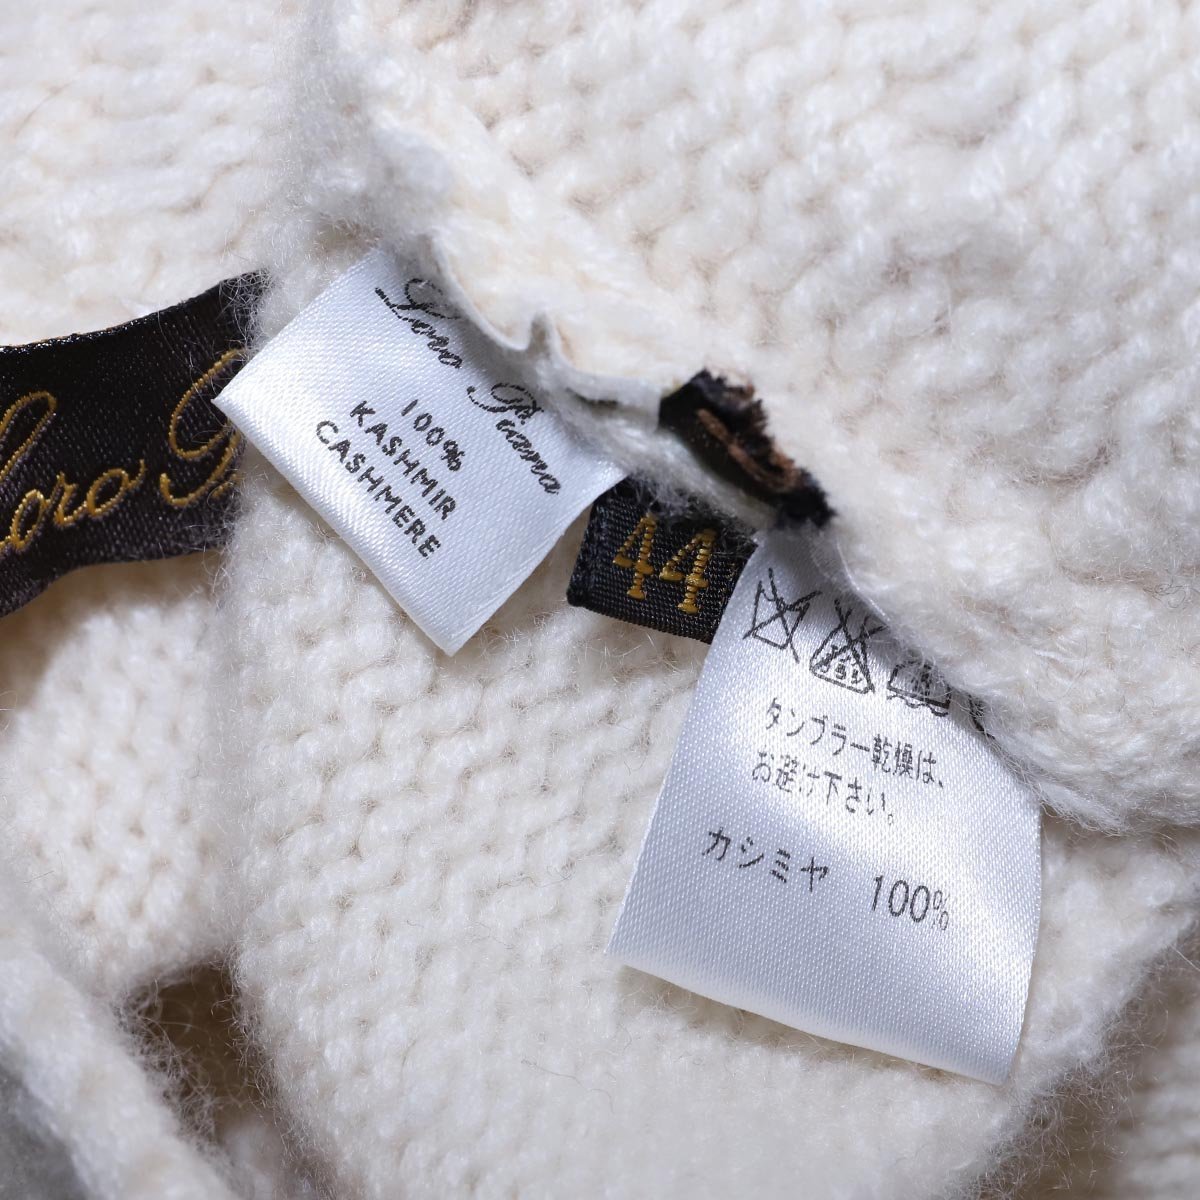 Loro
Loro Piana
100%
KASHMIR
CASHMERE
44
タンブラー乾燥は、
お避け下さい。
カシミヤ 100%